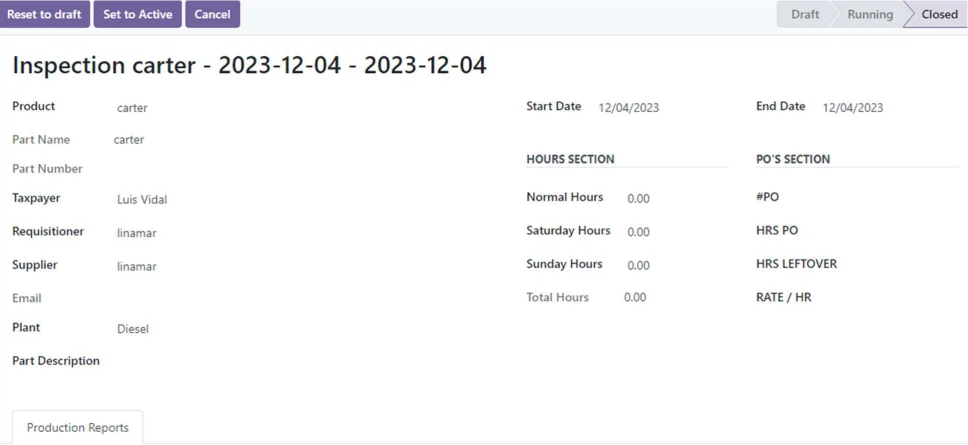 Reset to draft Set to Active Cancel Draft Running Closed
Inspection carter - 2023-12-04 - 2023-12-04
Product carter Start Date 12/04/2023 End Date 12/04/2023
Part Name carter
Part Number HOURS SECTION PO'S SECTION
Taxpayer Luis Vidal Normal Hours 0.00 #PO
Requisitioner linamar Saturday Hours 0.00 HRS PO
Supplier linamar Sunday Hours 0.00 HRS LEFTOVER
Email Total Hours 0.00 RATE / HR
Plant Diesel
Part Description
Production Reports